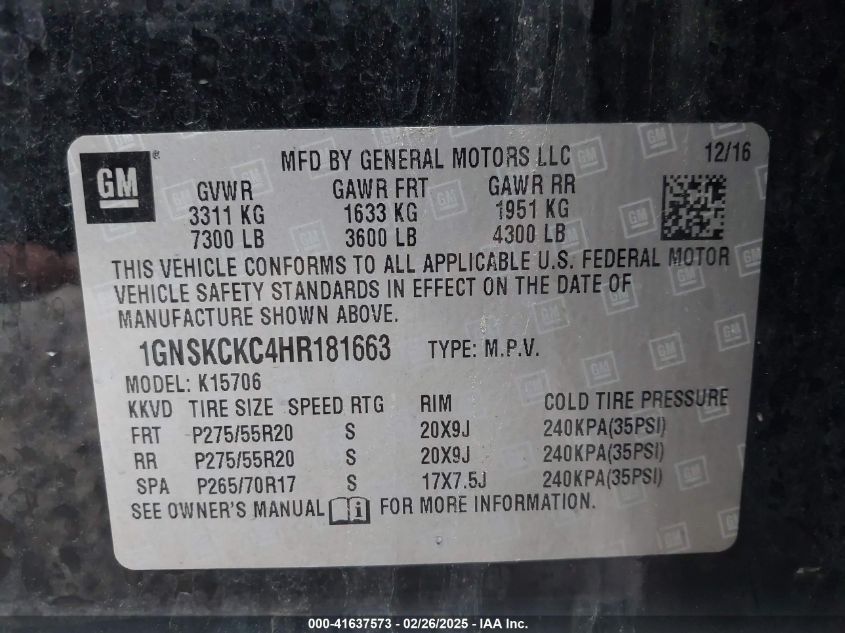 GM ® MFD BY GENERAL MOTORS LLC 12/16
GVWR GAWR FRT GAWR RR
3311 KG 1633 KG 1951 KG
7300 LB 3600 LB 4300 LB
THIS VEHICLE CONFORMS TO ALL APPLICABLE U.S. FEDERAL MOTOR
VEHICLE SAFETY STANDARDS IN EFFECT ON THE DATE OF
MANUFACTURE SHOWN ABOVE.
1GNSKCKC4HR181663 TYPE: M.P.V.
MODEL: K15706
KKVD TIRE SIZE SPEED RTG RIM COLD TIRE PRESSURE
FRT P275/55R20 S 20X9J 240KPA(35PSI)
RR P275/55R20 S 20X9J 240KPA(35PSI)
SPA P265/70R17 S 17X7.5J 240KPA(35PSI)
SEE OWNER'S MANUAL FOR MORE INFORMATION.
000-41637573 - 02/26/2025 - IAA Inc.